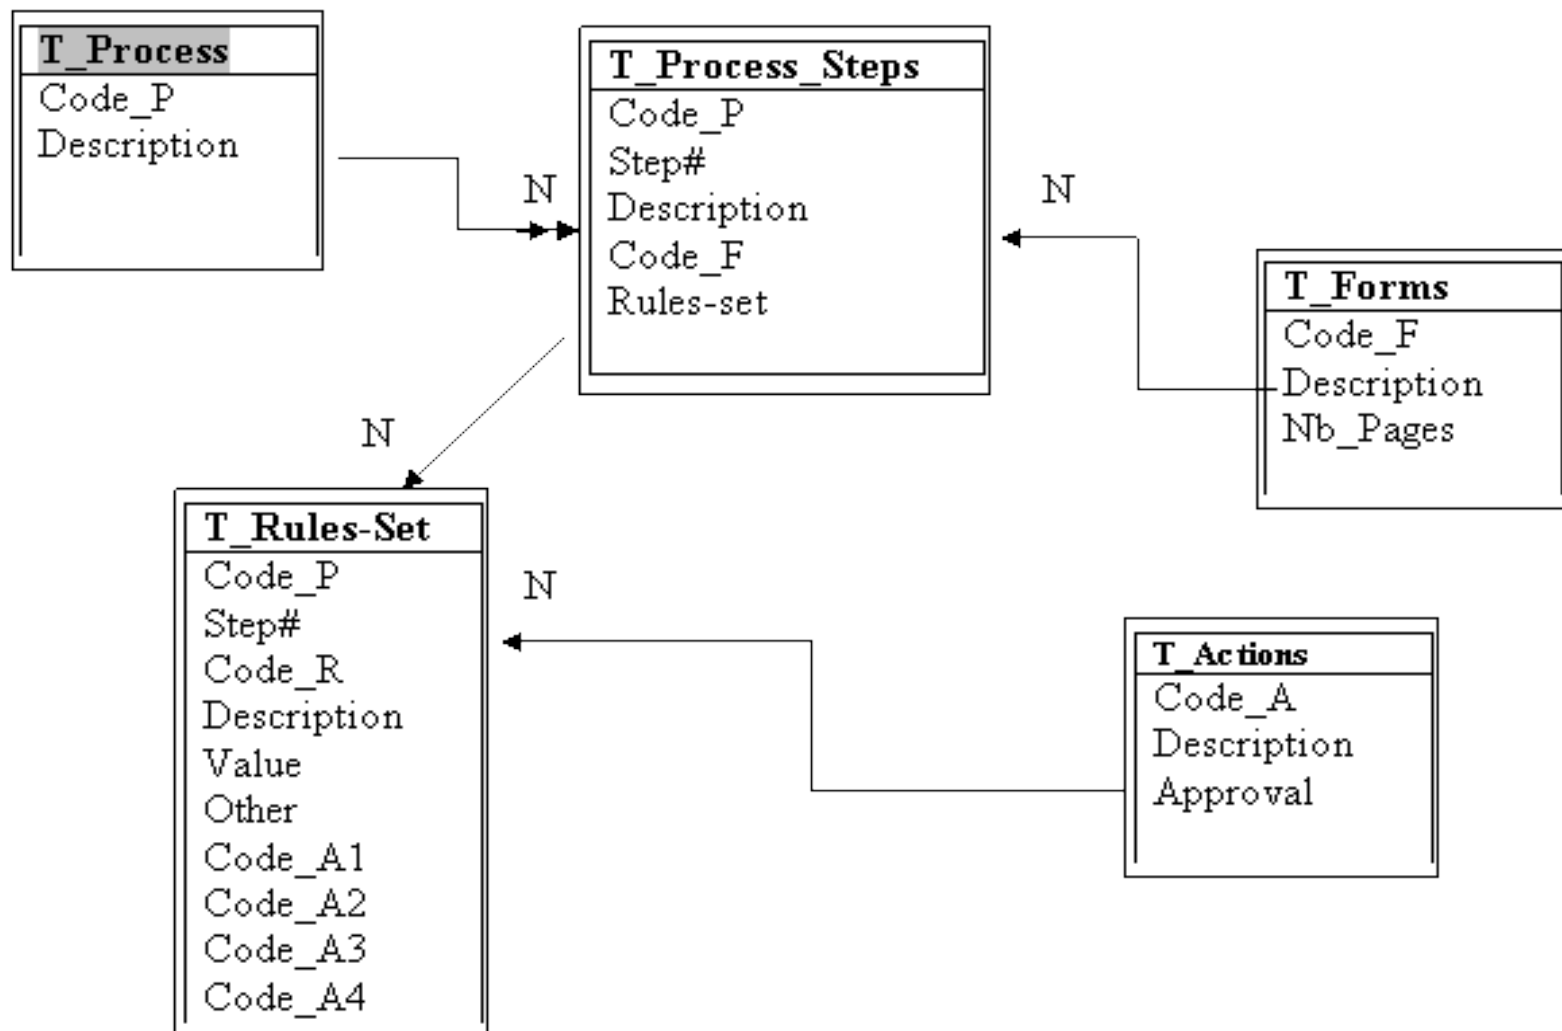 T_Process
Code_P
Description
T_Process_Steps
Code_P
Step#
Description
Code_F
Rules-set
N
N
T_Forms
Code_F
Description
Nb_Pages
N
T_Rules-Set
Code_P
Step#
Code_R
Description
Value
Other
Code_A1
Code_A2
Code_A3
Code_A4
N
T_Actions
Code_A
Description
Approval